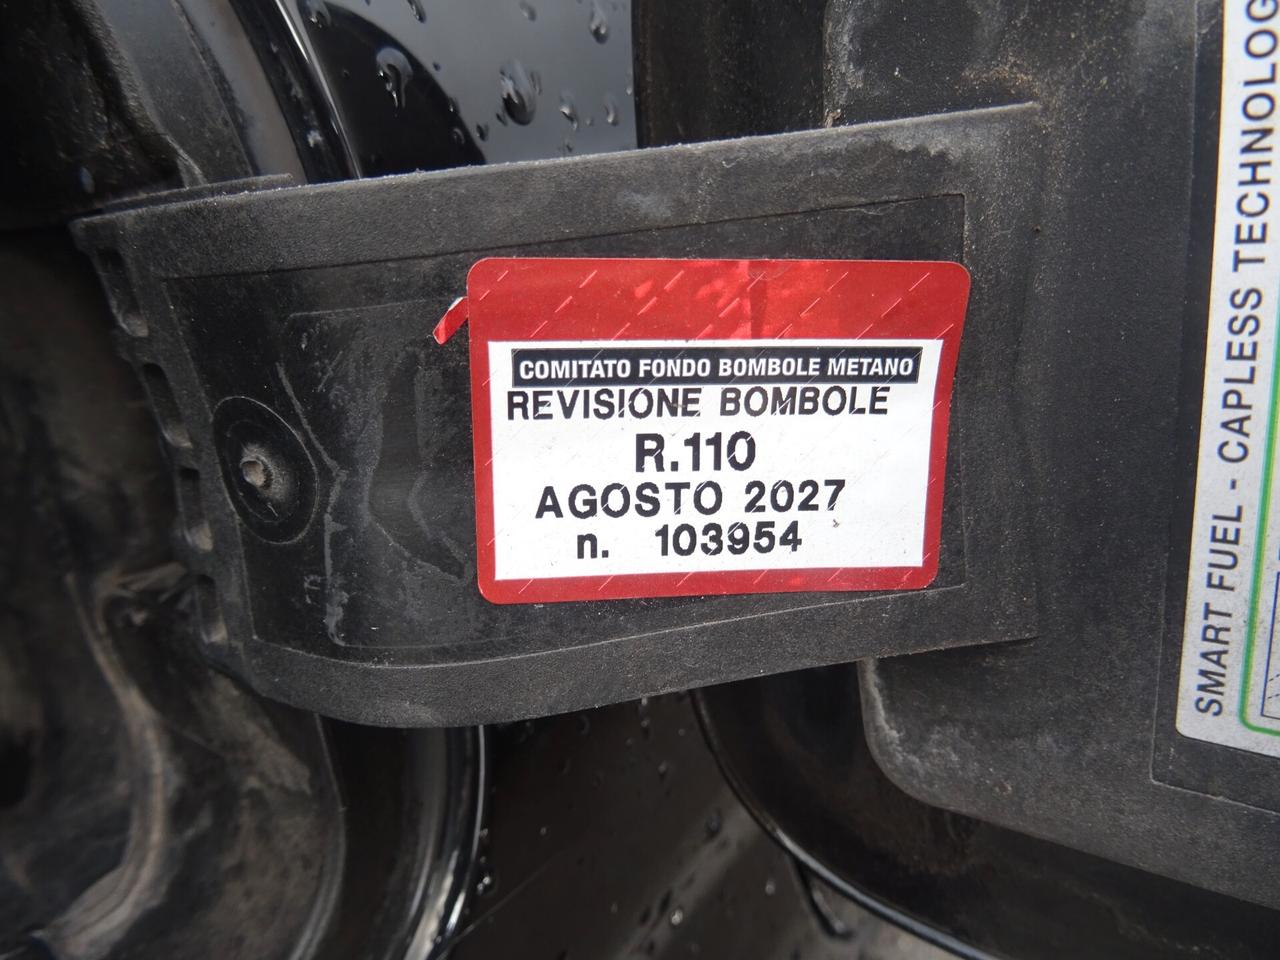 COMITATO FONDO BOMBOLE METANO
REVISIONE BOMBOLE
R.110
AGOSTO 2027
n. 103954
SMART FUEL - CAPLESS TECHNOLOG